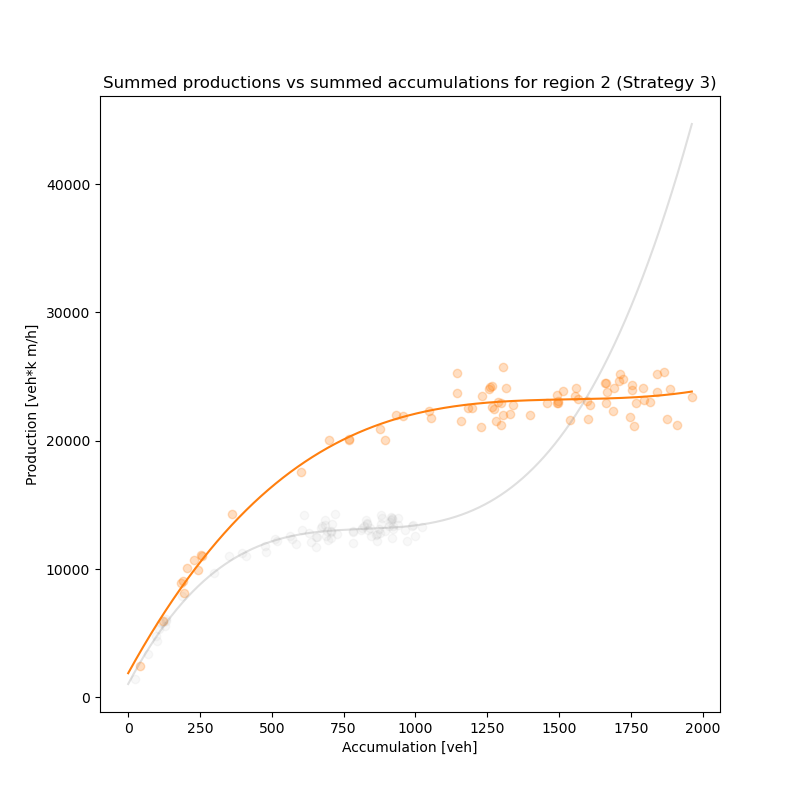 Summed productions vs summed accumulations for region 2 (Strategy 3)
40000
30000
20000
10000
0
Production [veh*k m/h]
0 250 500 750 1000 1250 1500 1750 2000
Accumulation [veh]